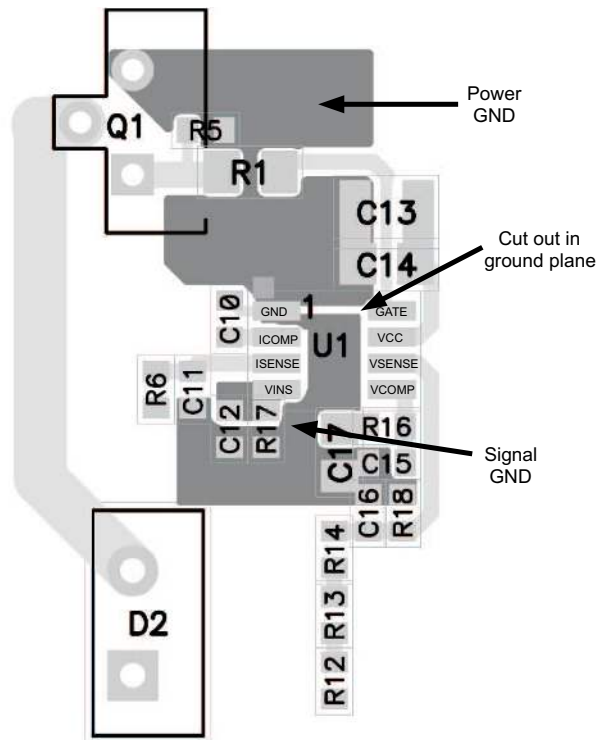 Power
GND
Q1
R5
R1
C13
Cut out in
ground plane
C14
C10
GND
1
GATE
ICOMP
U1
VCC
ISENSE
VSENSE
R6
C11
VINS
VCOMP
C12
R17
C17
R16
Signal
GND
C15
C16
R18
R14
R13
D2
R12